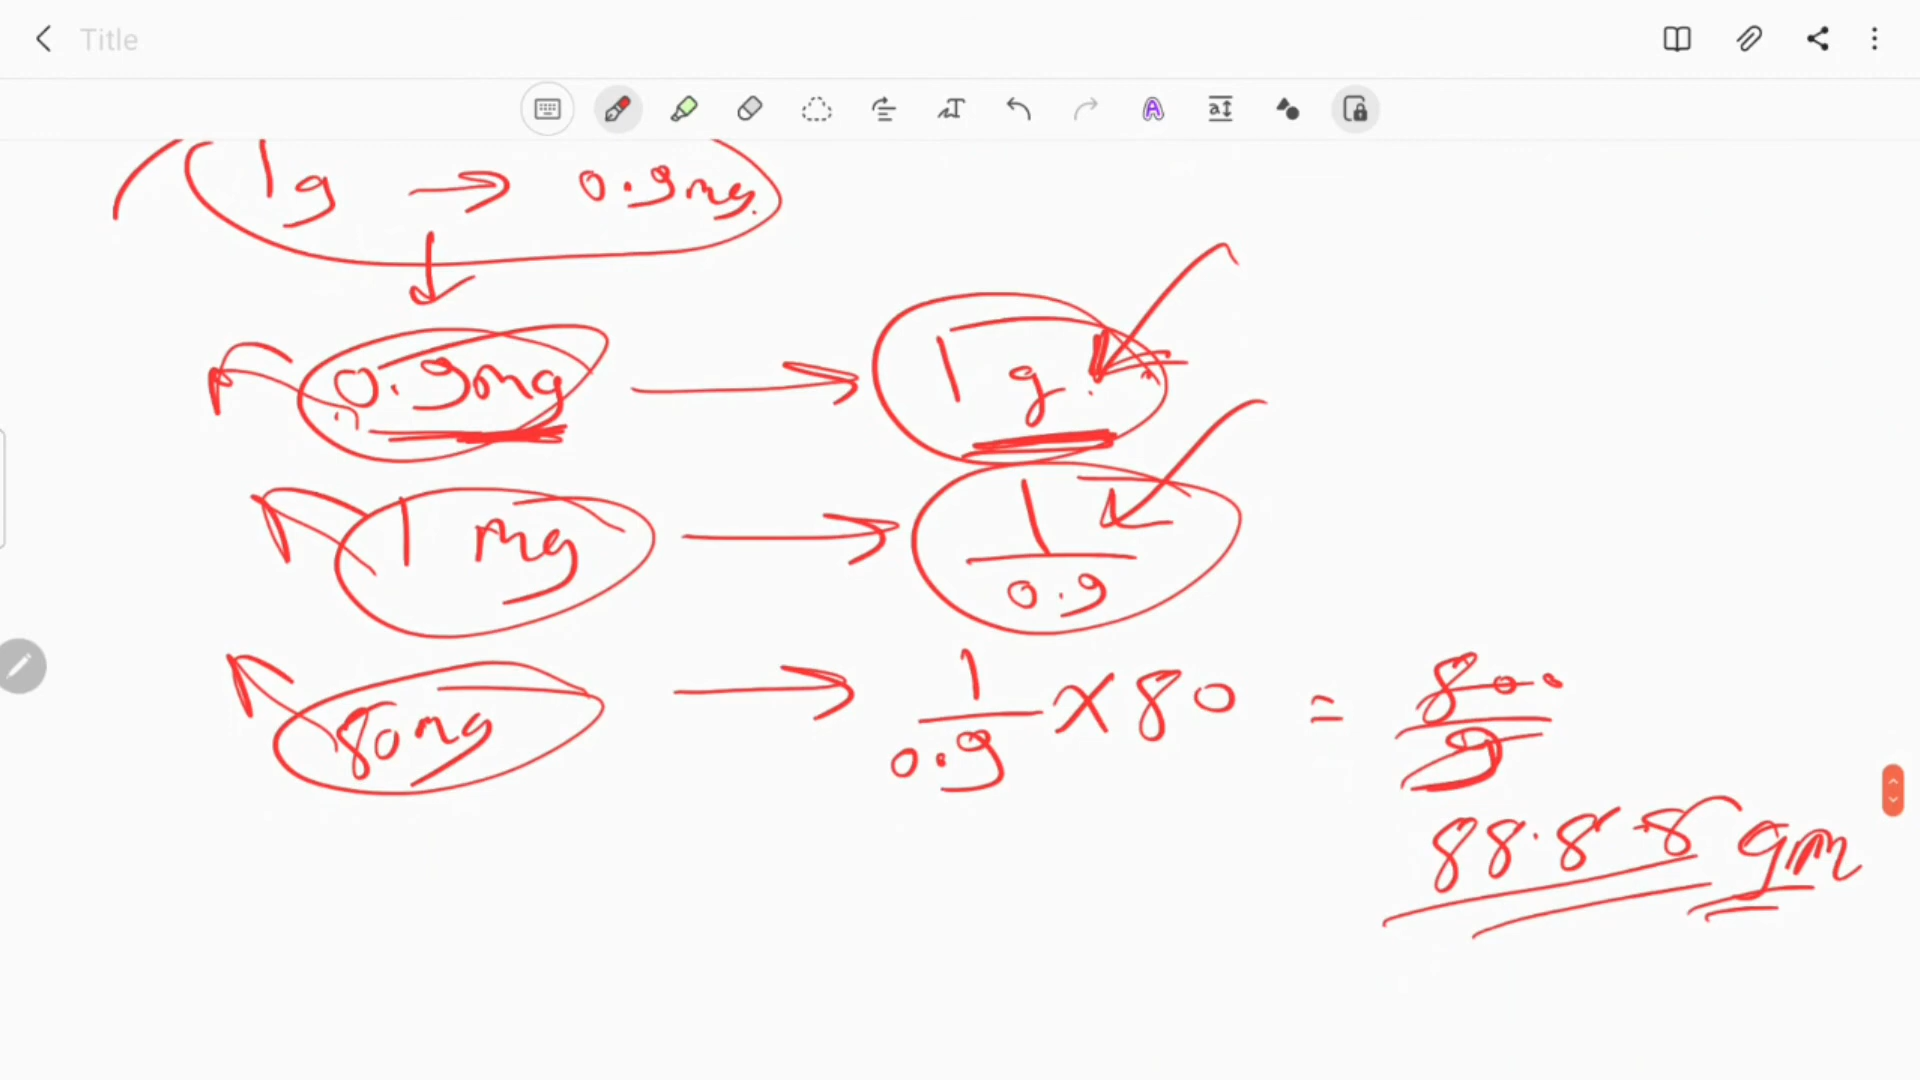 Title
1g → 0.9mg.
0.9mg → 1 g.
1 mg → 1/0.9
80mg → 1/0.9 × 80 = 800/9
88.88 gm